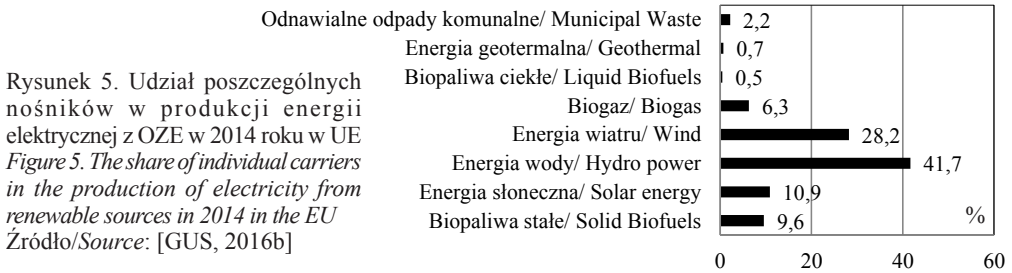 Rysunek 5. Udział poszczególnych
nośników w produkcji energii
elektrycznej z OZE w 2014 roku w UE
Figure 5. The share of individual carriers
in the production of electricity from
renewable sources in 2014 in the EU
Źródło/Source: [GUS, 2016b]
Odnawialne odpady komunalne/ Municipal Waste 2,2
Energia geotermalna/ Geothermal 0,7
Biopaliwa ciekłe/ Liquid Biofuels 0,5
Biogaz/ Biogas 6,3
Energia wiatru/ Wind 28,2
Energia wody/ Hydro power 41,7
Energia słoneczna/ Solar energy 10,9
Biopaliwa stałe/ Solid Biofuels 9,6 %
0 20 40 60